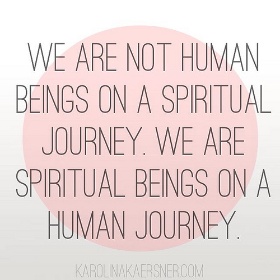 WE ARE NOT HUMAN
BEINGS ON A SPIRITUAL
JOURNEY. WE ARE
SPIRITUAL BEINGS ON A
HUMAN JOURNEY.
KAROLINAKAERSNER.COM